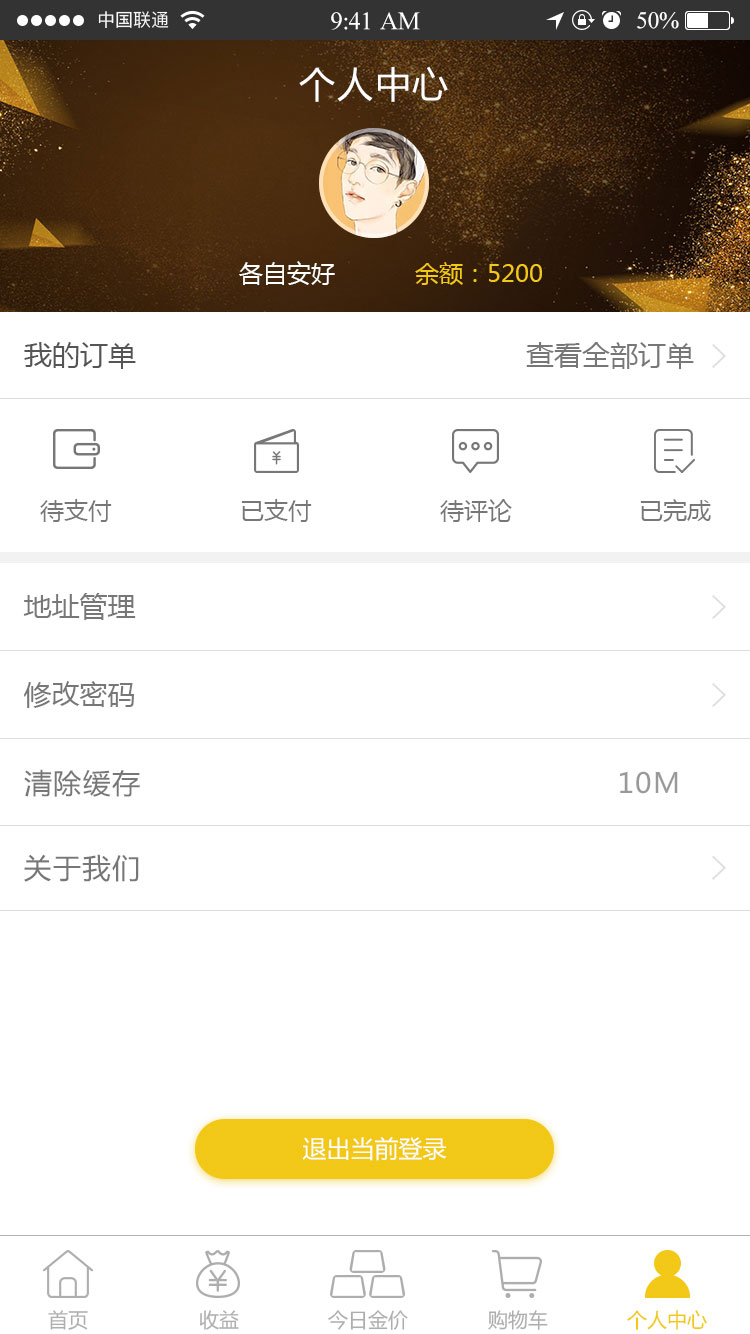 中国联通 9:41 AM 50%
个人中心
各自安好 余额：5200
我的订单 查看全部订单
待支付 已支付 待评论 已完成
地址管理
修改密码
清除缓存 10M
关于我们
退出当前登录
首页 收益 今日金价 购物车 个人中心